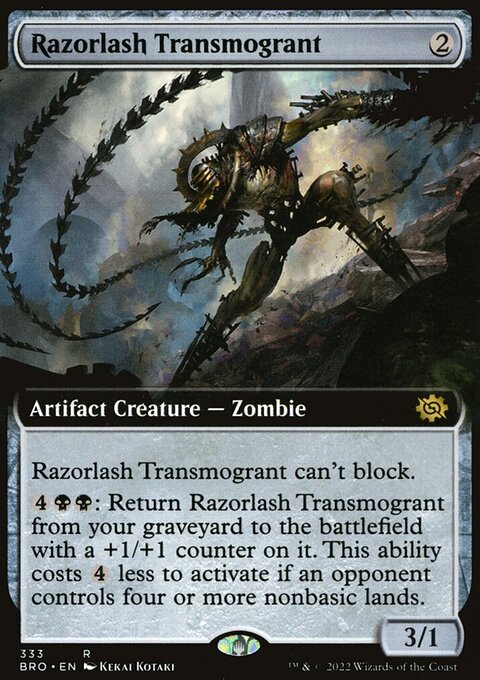 Razorlash Transmogrant 2
Artifact Creature — Zombie
Razorlash Transmogrant can't block.
4BB: Return Razorlash Transmogrant
from your graveyard to the battlefield
with a +1/+1 counter on it. This ability
costs 4 less to activate if an opponent
controls four or more nonbasic lands.
3/1
333 R
BRO • EN Kekai Kotaki
™ & © 2022 Wizards of the Coast